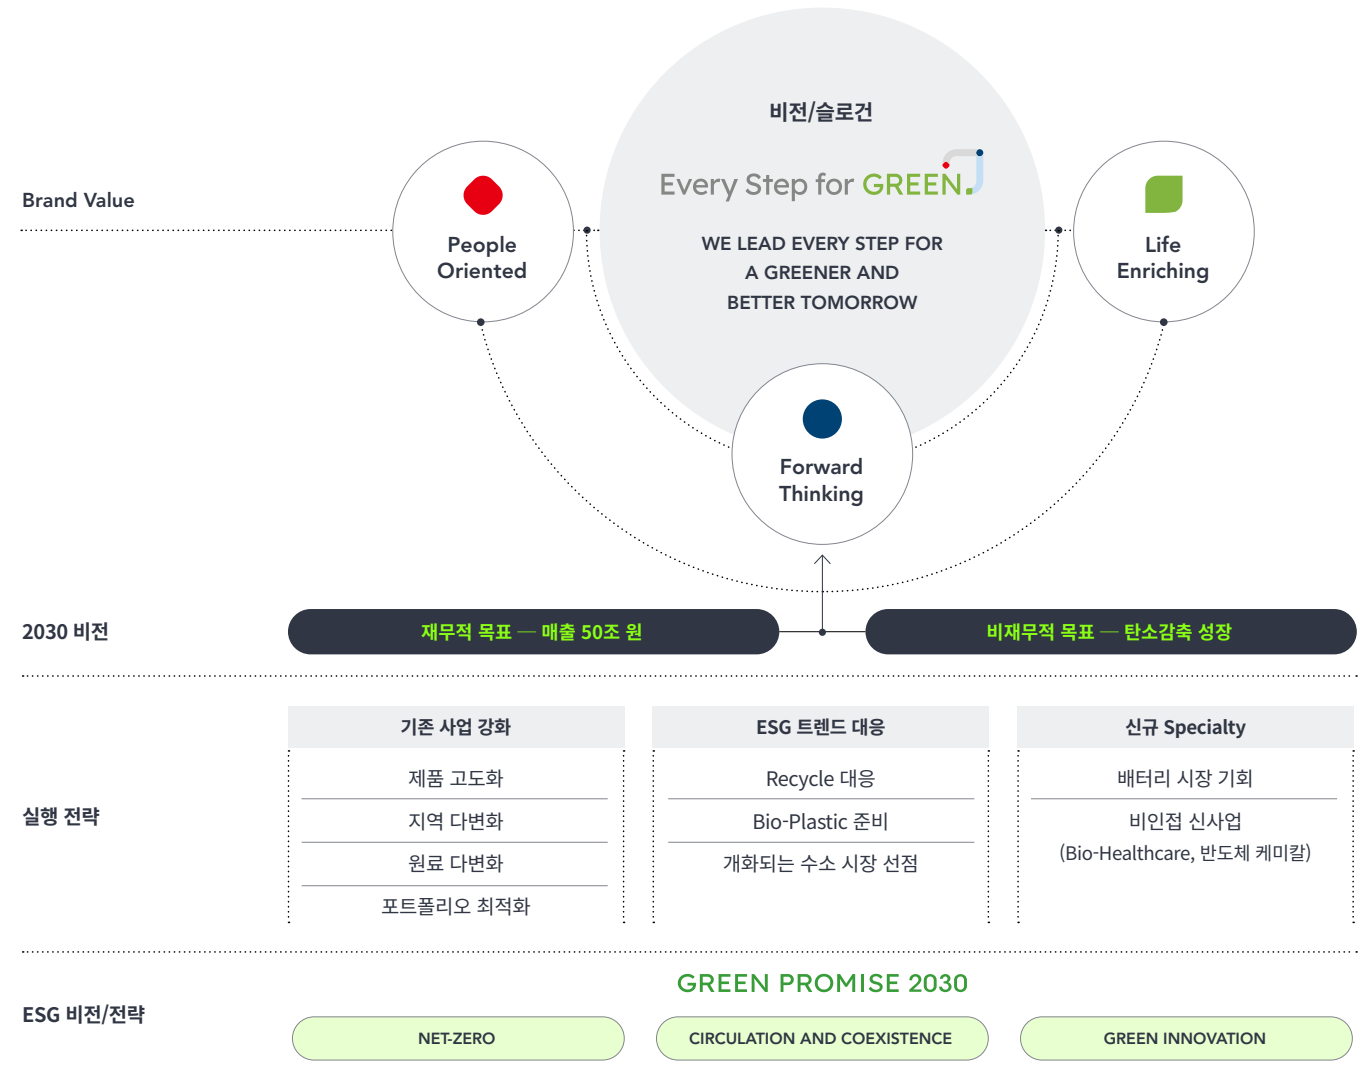 비전/슬로건
Every Step for GREEN
WE LEAD EVERY STEP FOR
A GREENER AND
BETTER TOMORROW
Brand Value
People
Oriented
Life
Enriching
Forward
Thinking
2030 비전
재무적 목표 — 매출 50조 원
비재무적 목표 — 탄소감축 성장
실행 전략
기존 사업 강화
제품 고도화
지역 다변화
원료 다변화
포트폴리오 최적화
ESG 트렌드 대응
Recycle 대응
Bio-Plastic 준비
개화되는 수소 시장 선점
신규 Specialty
배터리 시장 기회
비인접 신사업
(Bio-Healthcare, 반도체 케미칼)
ESG 비전/전략
GREEN PROMISE 2030
NET-ZERO
CIRCULATION AND COEXISTENCE
GREEN INNOVATION